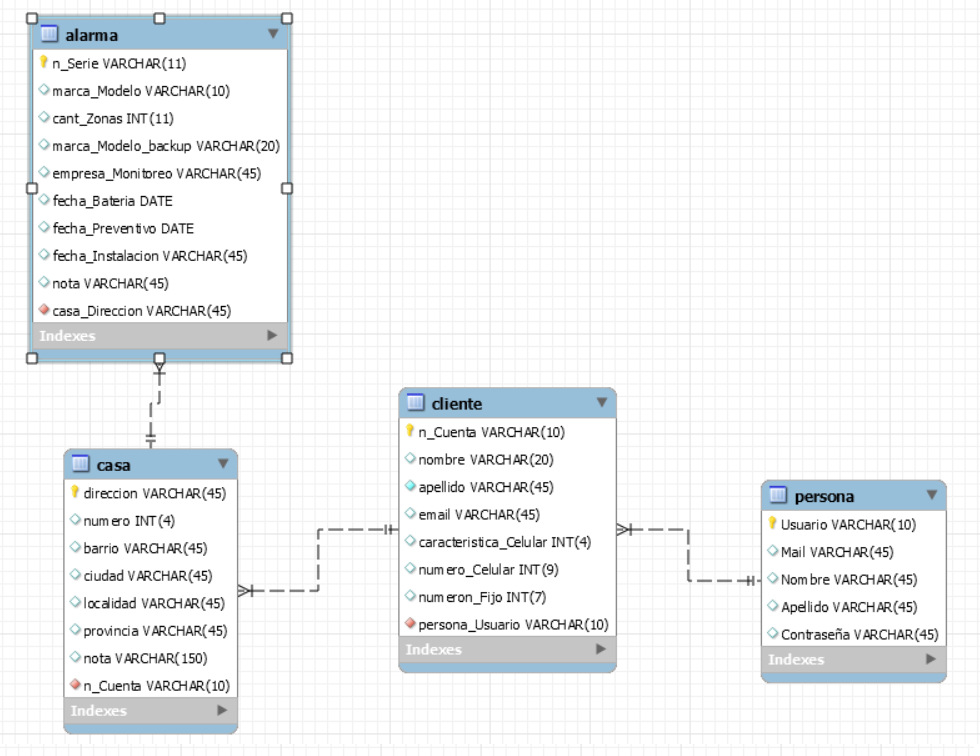 alarma
n_Serie VARCHAR(11)
marca_Modelo VARCHAR(10)
cant_Zonas INT(11)
marca_Modelo_backup VARCHAR(20)
empresa_Monitoreo VARCHAR(45)
fecha_Bateria DATE
fecha_Preventivo DATE
fecha_Instalacion VARCHAR(45)
nota VARCHAR(45)
casa_Direccion VARCHAR(45)
Indexes
casa
direccion VARCHAR(45)
numero INT(4)
barrio VARCHAR(45)
ciudad VARCHAR(45)
localidad VARCHAR(45)
provincia VARCHAR(45)
nota VARCHAR(150)
n_Cuenta VARCHAR(10)
Indexes
cliente
n_Cuenta VARCHAR(10)
nombre VARCHAR(20)
apellido VARCHAR(45)
email VARCHAR(45)
caracteristica_Celular INT(4)
numero_Celular INT(9)
numeron_Fijo INT(7)
persona_Usuario VARCHAR(10)
Indexes
persona
Usuario VARCHAR(10)
Mail VARCHAR(45)
Nombre VARCHAR(45)
Apellido VARCHAR(45)
Contraseña VARCHAR(45)
Indexes